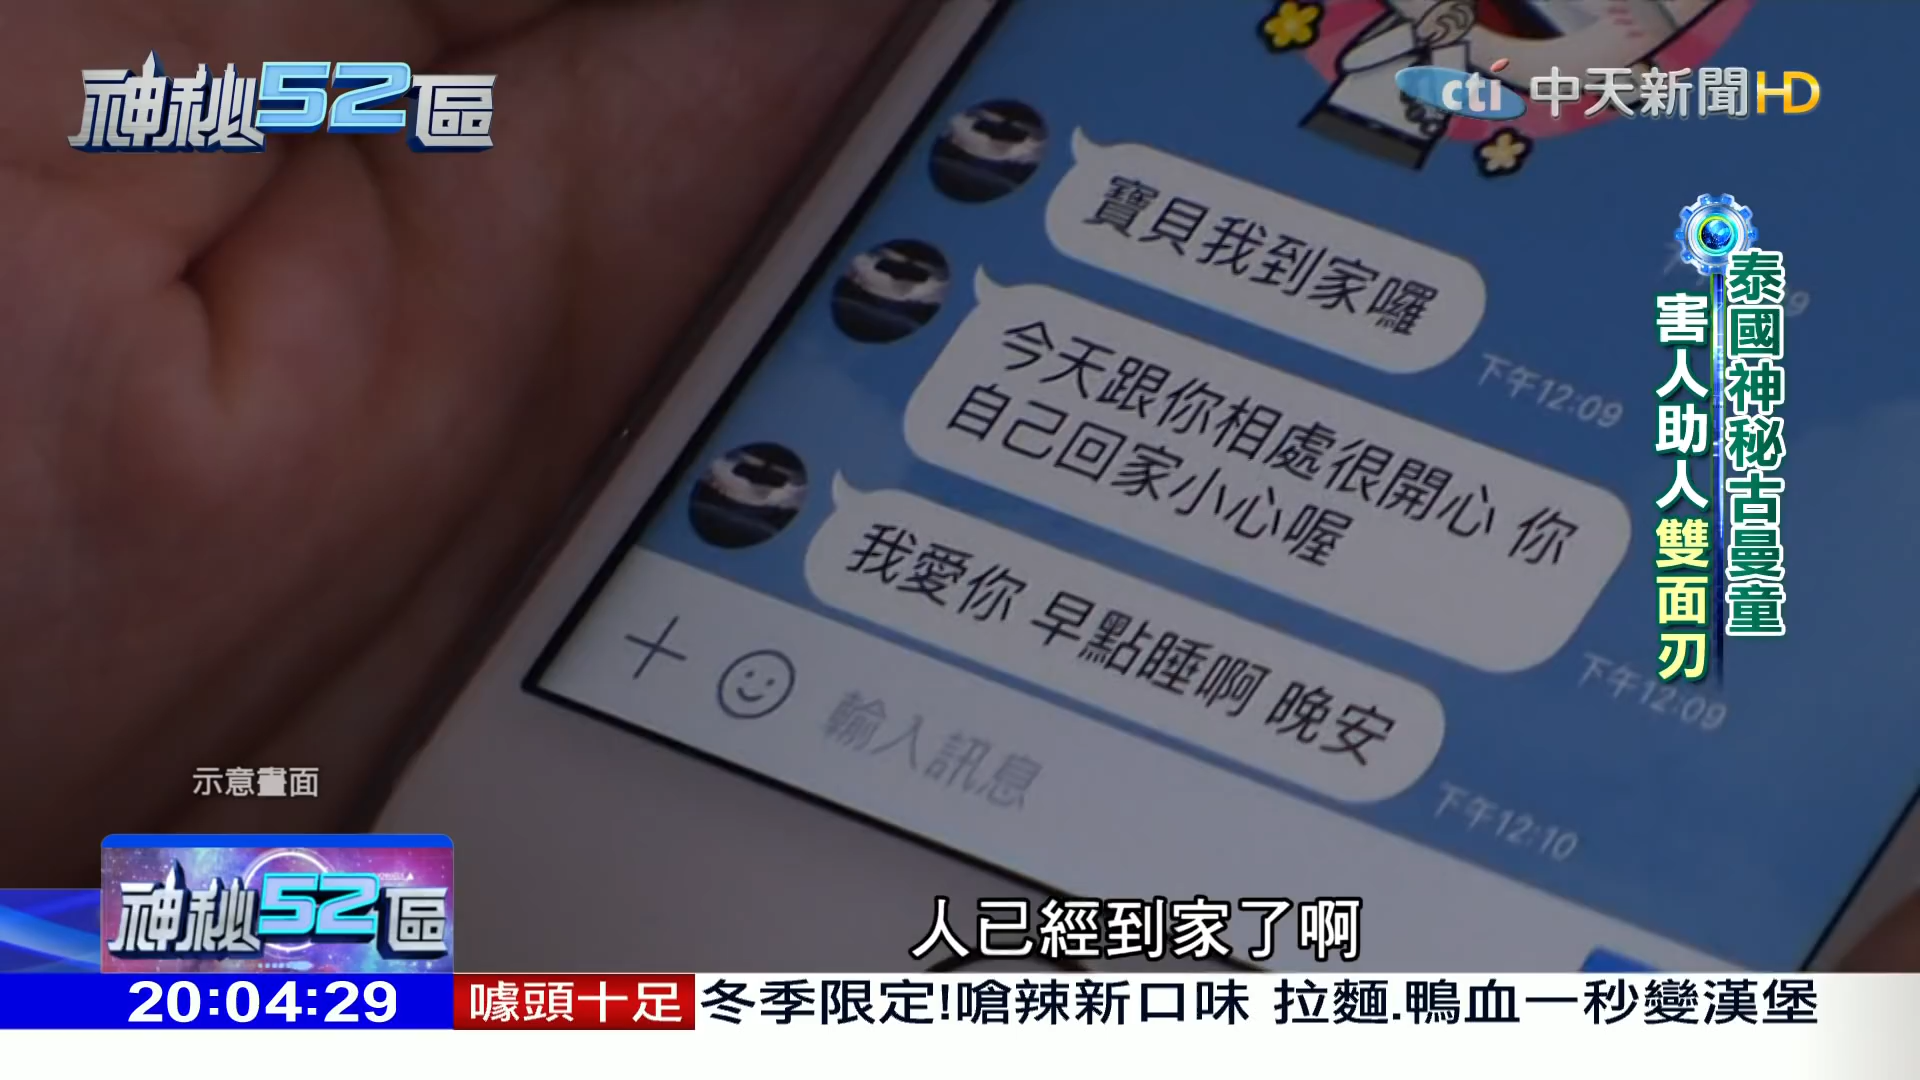 神秘52區
cti 中天新聞HD
泰國神秘古曼童
害人助人雙面刃
寶貝我到家囉
下午12:09
今天跟你相處很開心 你
自己回家小心喔
下午12:09
我愛你 早點睡啊 晚安
下午12:10
輸入訊息
示意畫面
神秘52區
人已經到家了啊
20:04:29
噱頭十足
冬季限定!嗆辣新口味 拉麵.鴨血一秒變漢堡